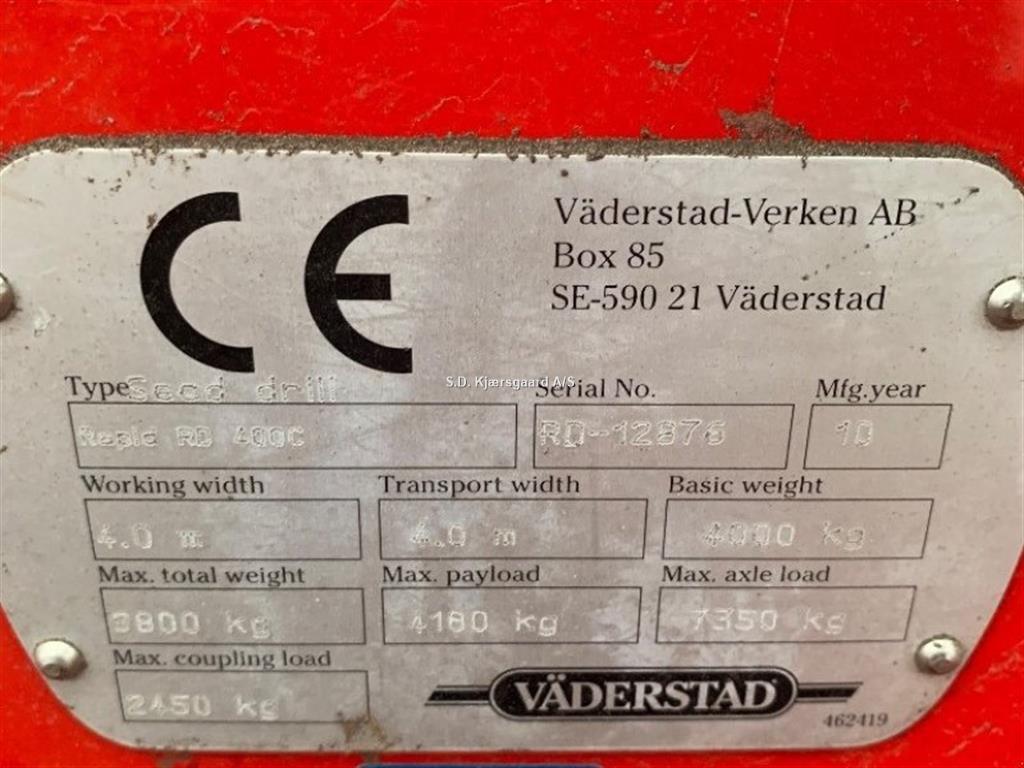 Väderstad-Verken AB
Box 85
SE-590 21 Väderstad
Type Seed drill
Serial No.
Mfg.year
Rapid RD 400C
RD-12876
10
Working width
Transport width
Basic weight
4.0 m
4.0 m
4000 kg
Max. total weight
Max. payload
Max. axle load
9800 kg
4180 kg
7350 kg
Max. coupling load
2450 kg
VÄDERSTAD
462419
S.D. Kjærsgaard A/S
CE